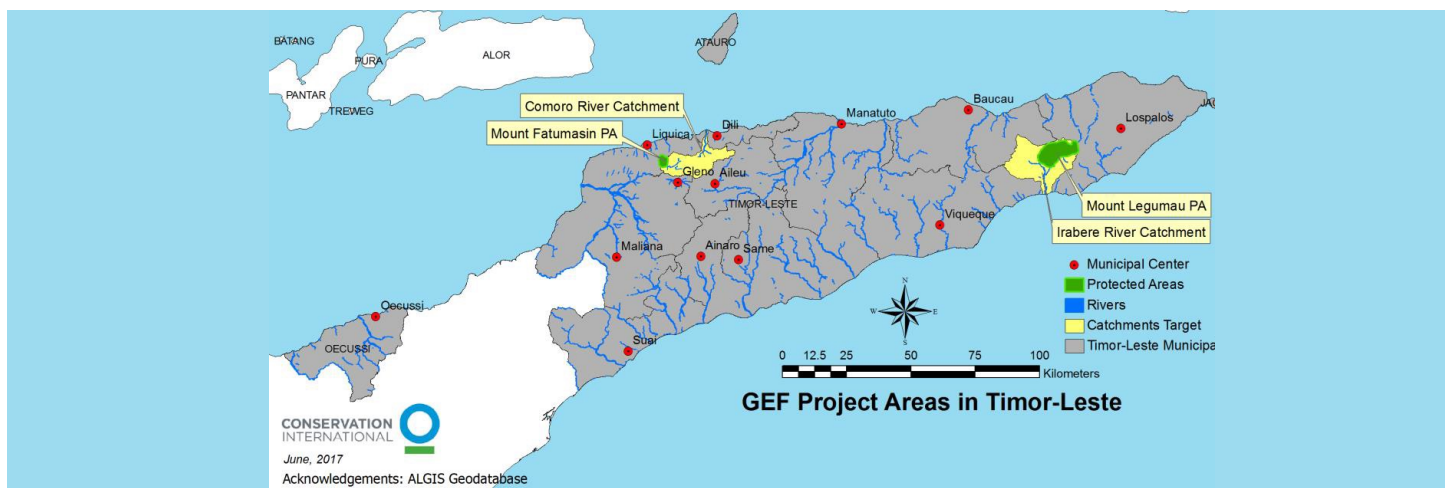 BATANG
PURA
ALOR
ATAURO
PANTAR
TREWEG
Comoro River Catchment
Mount Fatumasin PA
Liquica
Dili
Manatuto
Baucau
Lospalos
Gleno
Aileu
TIMOR-LESTE
Viqueque
Mount Legumau PA
Irabere River Catchment
Maliana
Ainaro
Same
Oecussi
OECUSSI
Suai
N
W
E
S
Municipal Center
Protected Areas
Rivers
Catchments Target
Timor-Leste Municipa
0 12.5 25 50 75 100
Kilometers
GEF Project Areas in Timor-Leste
CONSERVATION
INTERNATIONAL
June, 2017
Acknowledgements: ALGIS Geodatabase